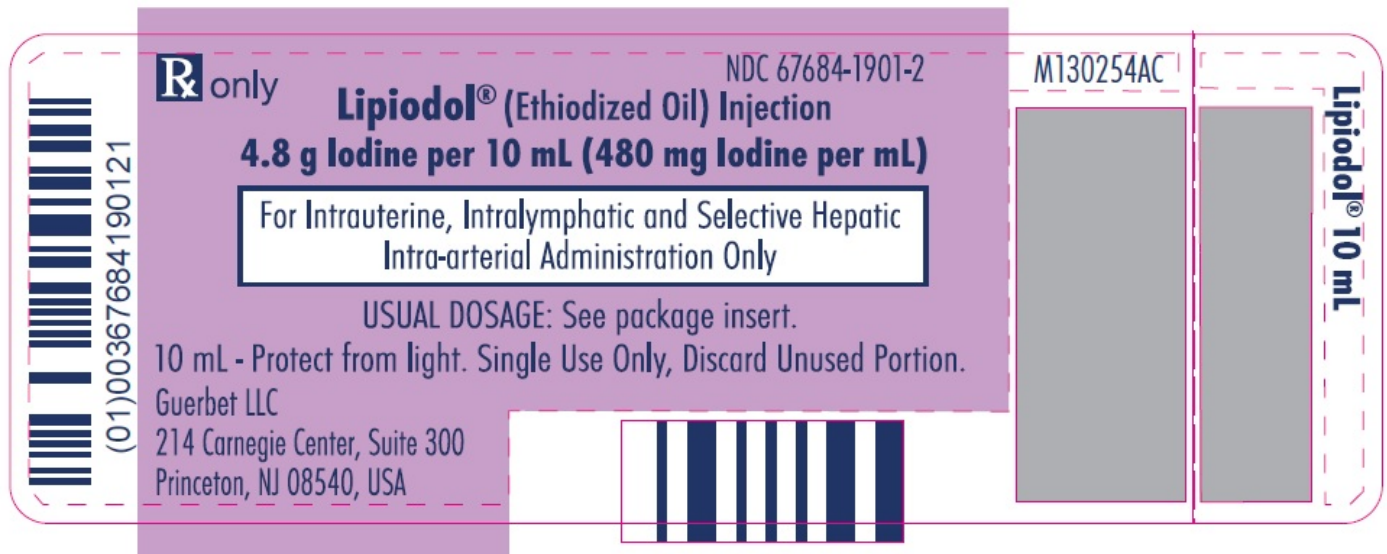 (01)00367684190121
Rx only
NDC 67684-1901-2
Lipiodol® (Ethiodized Oil) Injection
4.8 g Iodine per 10 mL (480 mg Iodine per mL)
For Intrauterine, Intralymphatic and Selective Hepatic
Intra-arterial Administration Only
USUAL DOSAGE: See package insert.
10 mL - Protect from light. Single Use Only, Discard Unused Portion.
Guerbet LLC
214 Carnegie Center, Suite 300
Princeton, NJ 08540, USA
M130254AC
Lipiodol® 10 mL